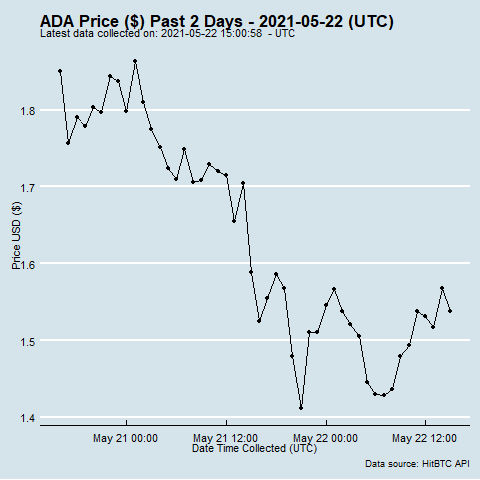 ADA Price ($) Past 2 Days - 2021-05-22 (UTC)
Latest data collected on: 2021-05-22 15:00:58 - UTC
1.8
1.7
1.6
1.5
1.4
Price USD ($)
May 21 00:00 May 21 12:00 May 22 00:00 May 22 12:00
Date Time Collected (UTC)
Data source: HitBTC API